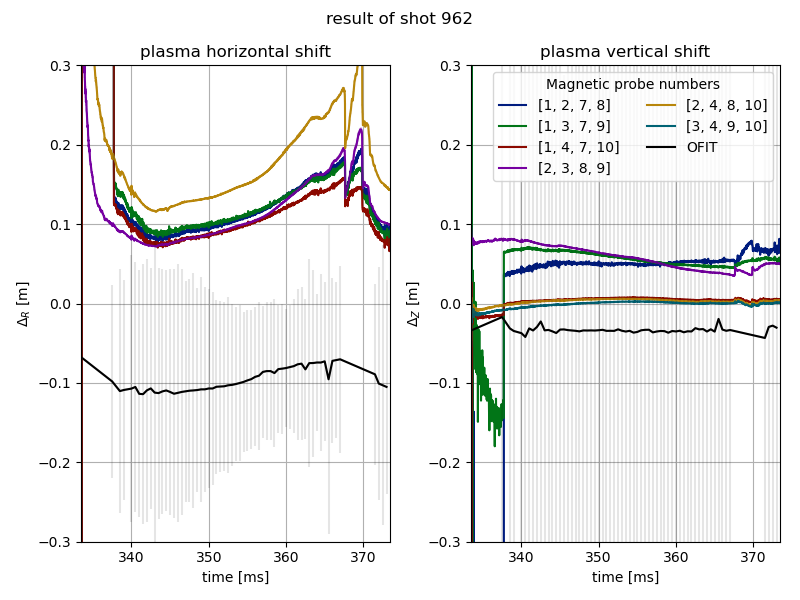 result of shot 962
plasma horizontal shift
plasma vertical shift
0.3
0.2
0.1
0.0
−0.1
−0.2
−0.3
Δ_R [m]
340
350
360
370
time [ms]
0.3
0.2
0.1
0.0
−0.1
−0.2
−0.3
Δ_Z [m]
340
350
360
370
time [ms]
Magnetic probe numbers
[1, 2, 7, 8]
[1, 3, 7, 9]
[1, 4, 7, 10]
[2, 3, 8, 9]
[2, 4, 8, 10]
[3, 4, 9, 10]
OFIT